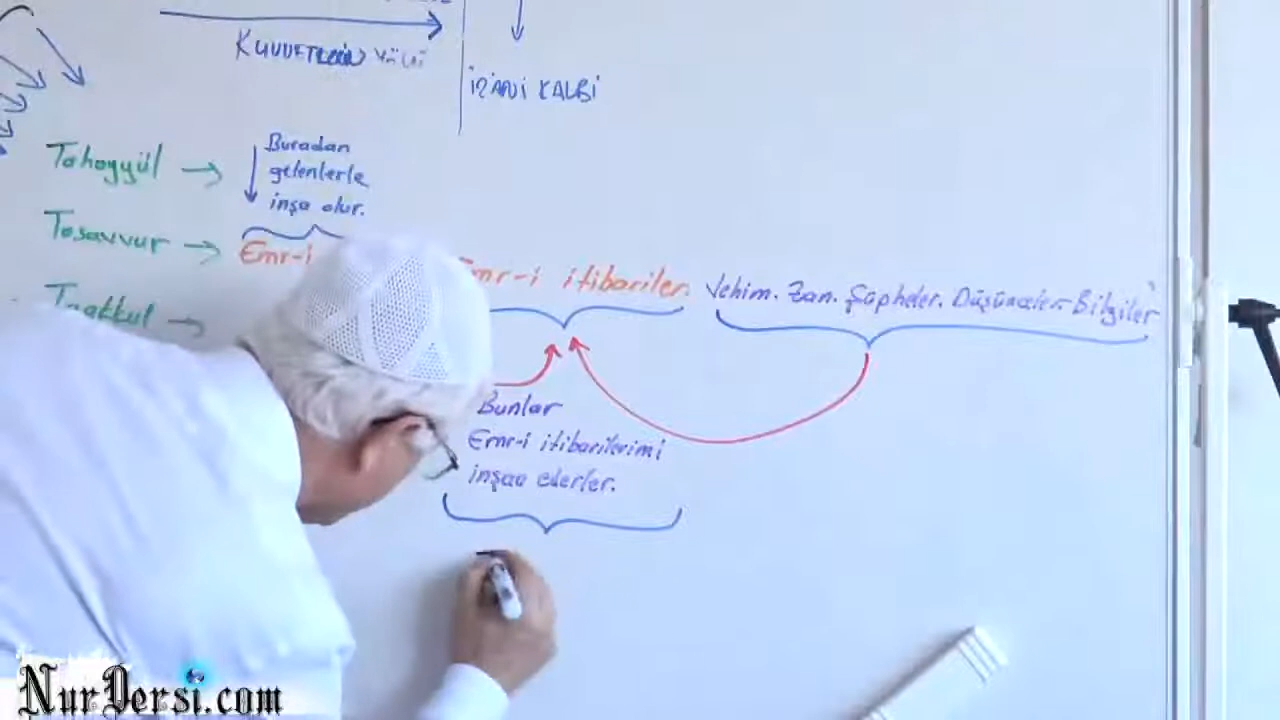 KUVVETLERİN
İZANİ KALBİ
Tahayyül →
Buradan
gelenlerle
inşa olur.
Tasavvur → Emr-i
Emr-i itibariler. Vehim. Zan. Şüpheler. Düşünceler. Bilgiler
Taakkul →
Bunlar
Emr-i itibarilerimi
inşaa ederler.
NurDersi.com